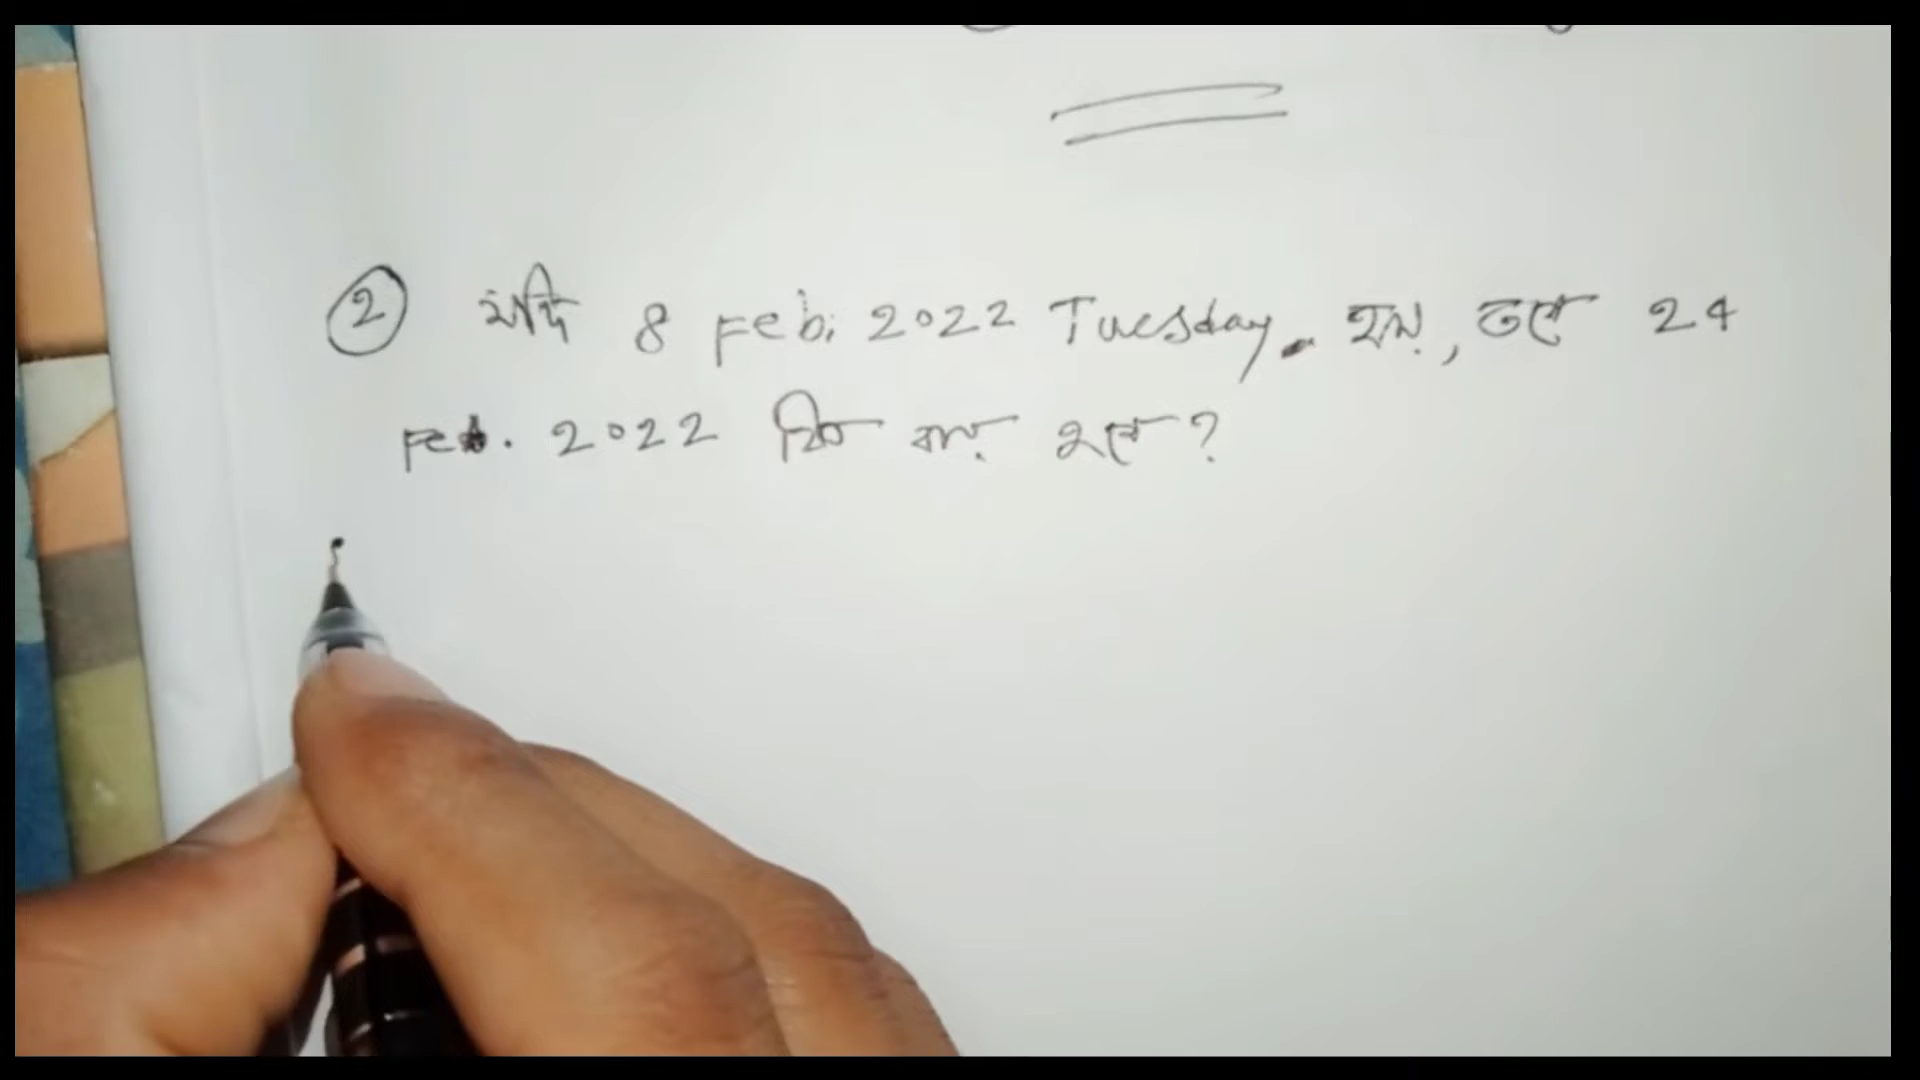 ② যদি 8 Feb. 2022 Tuesday. হয়, তবে 24
Feb. 2022 কি বার হবে?